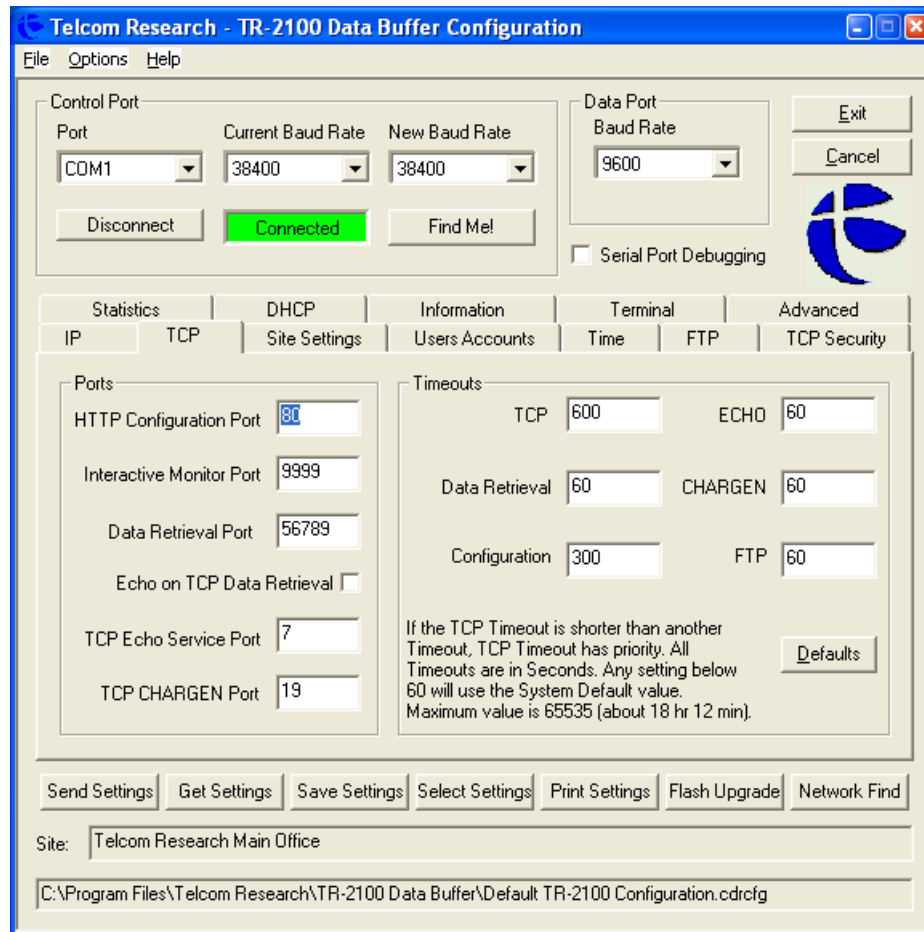 Telcom Research - TR-2100 Data Buffer Configuration
File Options Help
Control Port
Port
Current Baud Rate
New Baud Rate
COM1
38400
38400
Disconnect
Connected
Find Me!
Data Port
Baud Rate
9600
Serial Port Debugging
Exit
Cancel
Statistics DHCP Information Terminal Advanced
IP TCP Site Settings Users Accounts Time FTP TCP Security
Ports
HTTP Configuration Port 80
Interactive Monitor Port 9999
Data Retrieval Port 56789
Echo on TCP Data Retrieval
TCP Echo Service Port 7
TCP CHARGEN Port 19
Timeouts
TCP 600 ECHO 60
Data Retrieval 60 CHARGEN 60
Configuration 300 FTP 60
If the TCP Timeout is shorter than another
Timeout, TCP Timeout has priority. All
Timeouts are in Seconds. Any setting below
60 will use the System Default value.
Maximum value is 65535 (about 18 hr 12 min).
Defaults
Send Settings Get Settings Save Settings Select Settings Print Settings Flash Upgrade Network Find
Site: Telcom Research Main Office
C:\Program Files\Telcom Research\TR-2100 Data Buffer\Default TR-2100 Configuration.cdrcfg